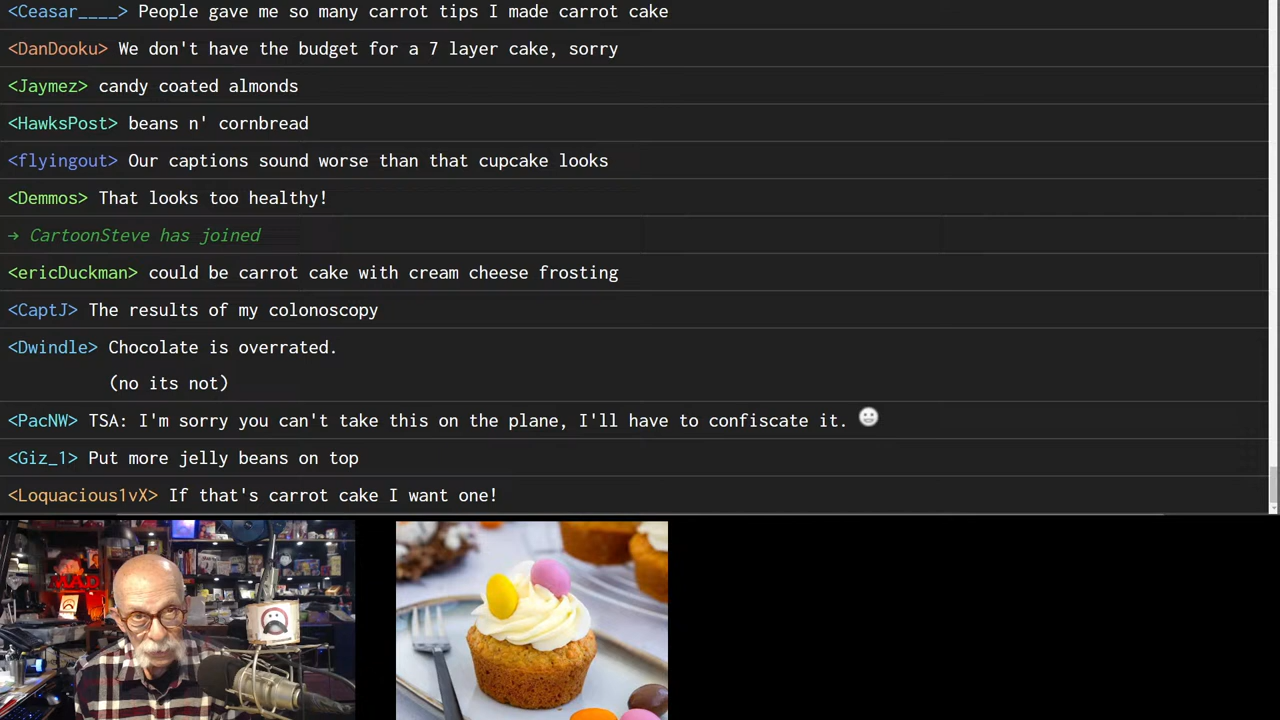 <Ceasar____> People gave me so many carrot tips I made carrot cake
<DanDooku> We don't have the budget for a 7 layer cake, sorry
<Jaymez> candy coated almonds
<HawksPost> beans n' cornbread
<flyingout> Our captions sound worse than that cupcake looks
<Demmos> That looks too healthy!
→ CartoonSteve has joined
<ericDuckman> could be carrot cake with cream cheese frosting
<CaptJ> The results of my colonoscopy
<Dwindle> Chocolate is overrated.
(no its not)
<PacNW> TSA: I'm sorry you can't take this on the plane, I'll have to confiscate it.
<Giz_1> Put more jelly beans on top
<Loquacious1vX> If that's carrot cake I want one!
MAD